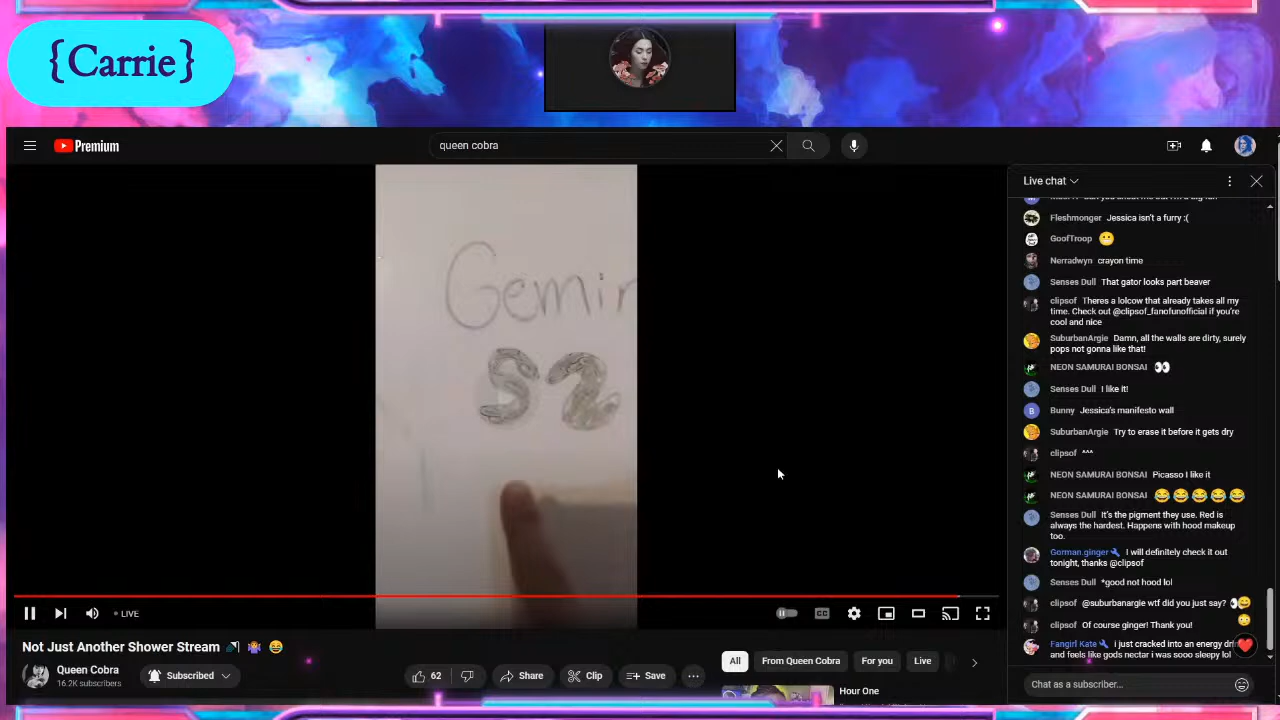 {Carrie}
Premium
queen cobra
Gemin
S2
LIVE
Not Just Another Shower Stream
Queen Cobra
16.2K subscribers
Subscribed
62
Share
Clip
Save
All
From Queen Cobra
For you
Live
Hour One
Live chat
Fleshmonger Jessica isn't a furry :(
GoofTroop
Nerradwyn crayon time
Senses Dull That gator looks part beaver
clipsof Theres a lolcow that already takes all my
time. Check out @clipsof_fanofunofficial if you're
cool and nice
SuburbanArgie Damn, all the walls are dirty, surely
pops not gonna like that!
NEON SAMURAI BONSAI
Senses Dull I like it!
B Bunny Jessica's manifesto wall
SuburbanArgie Try to erase it before it gets dry
clipsof ^^^
NEON SAMURAI BONSAI Picasso I like it
NEON SAMURAI BONSAI
Senses Dull It's the pigment they use. Red is
always the hardest. Happens with hood makeup
too.
Gorman.ginger I will definitely check it out
tonight, thanks @clipsof
Senses Dull *good not hood lol
clipsof @suburbanargie wtf did you just say?
clipsof Of course ginger! Thank you!
Fangirl Kate i just cracked into an energy dr
and feels like gods nectar i was sooo sleepy lol
Chat as a subscriber...